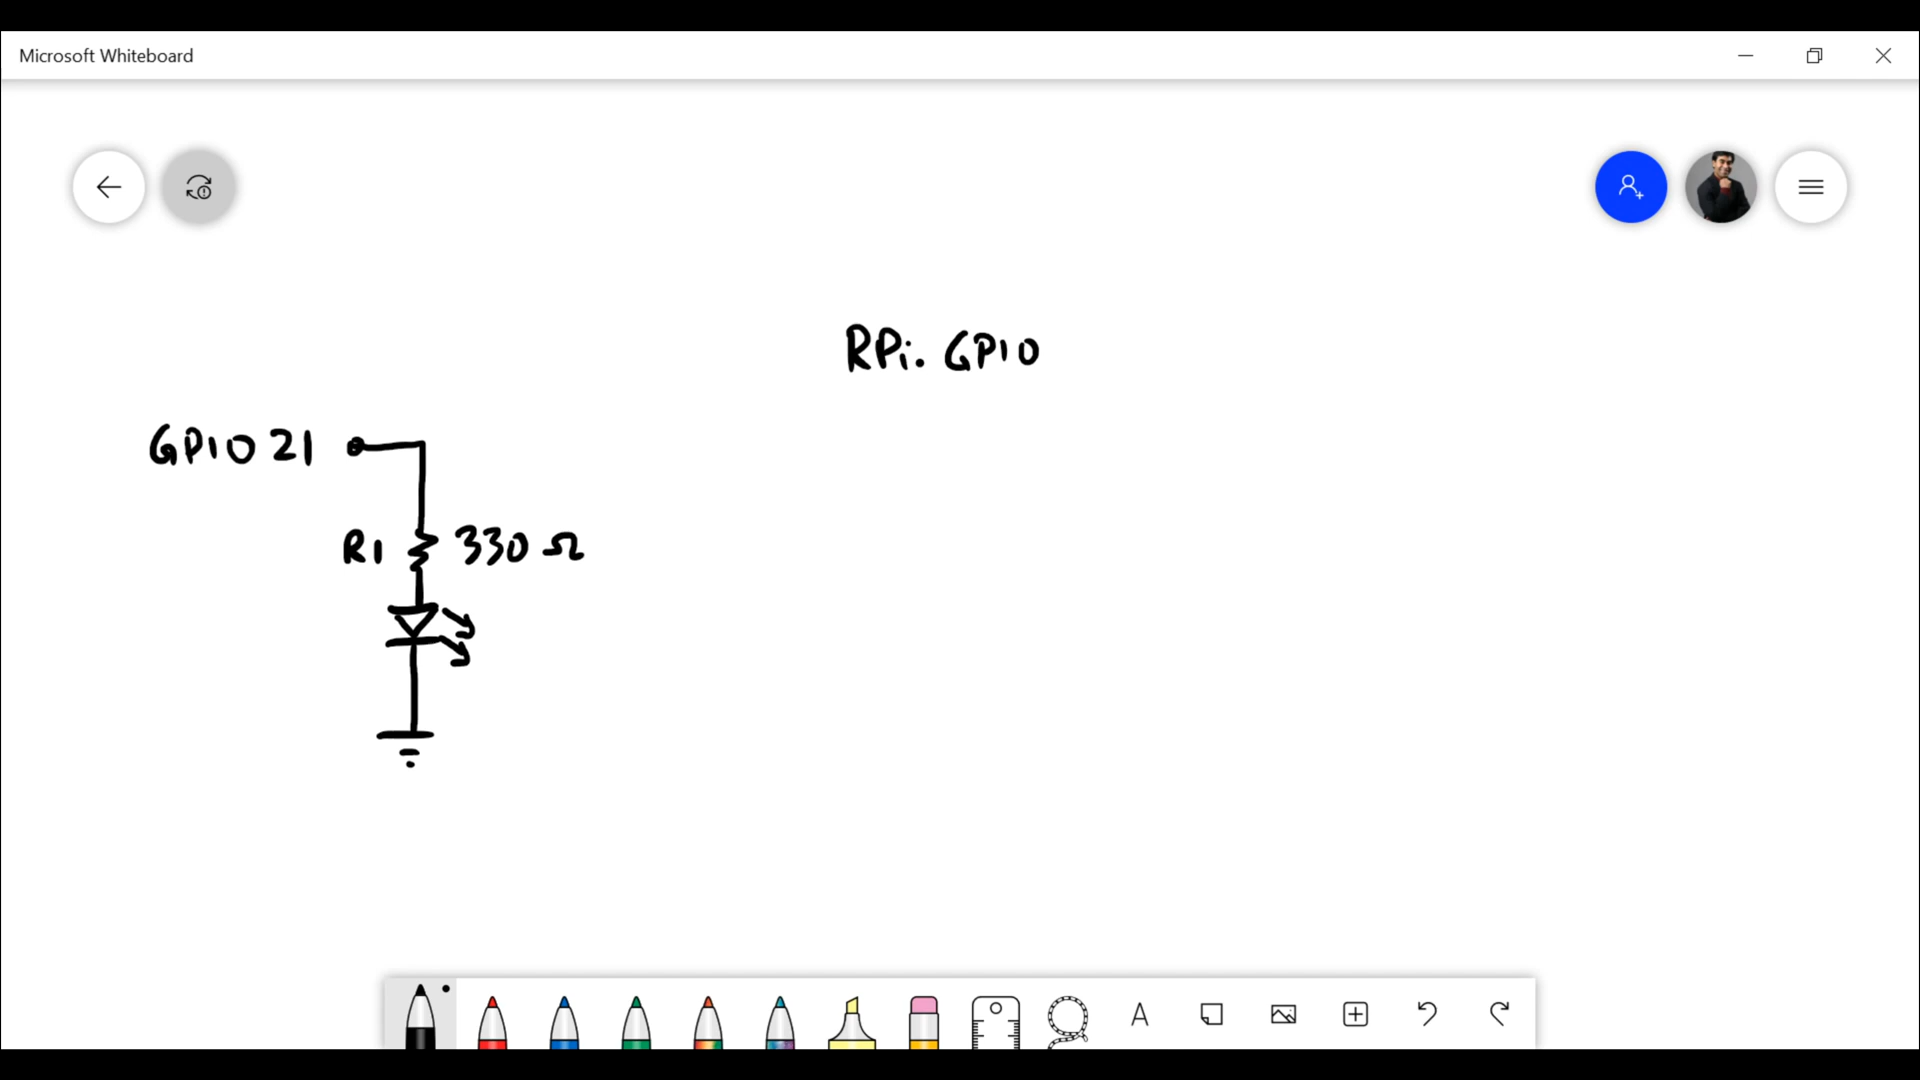 Microsoft Whiteboard
RPi. GPIO
GPIO 21
R1 330 Ω
A